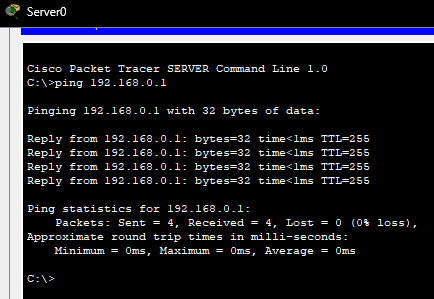 Server0
Cisco Packet Tracer SERVER Command Line 1.0
C:\>ping 192.168.0.1
Pinging 192.168.0.1 with 32 bytes of data:
Reply from 192.168.0.1: bytes=32 time<1ms TTL=255
Reply from 192.168.0.1: bytes=32 time<1ms TTL=255
Reply from 192.168.0.1: bytes=32 time<1ms TTL=255
Reply from 192.168.0.1: bytes=32 time<1ms TTL=255
Ping statistics for 192.168.0.1:
Packets: Sent = 4, Received = 4, Lost = 0 (0% loss),
Approximate round trip times in milli-seconds:
Minimum = 0ms, Maximum = 0ms, Average = 0ms
C:\>